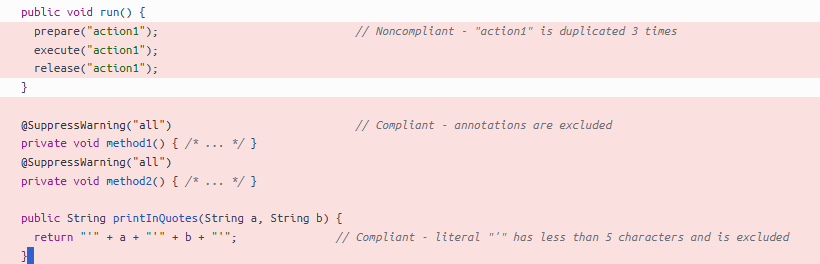 public void run() {
  prepare("action1");                              // Noncompliant - "action1" is duplicated 3 times
  execute("action1");
  release("action1");
}
@SuppressWarning("all")                            // Compliant - annotations are excluded
private void method1() { /* ... */ }
@SuppressWarning("all")
private void method2() { /* ... */ }
public String printInQuotes(String a, String b) {
  return "'" + a + "'" + b + "'";               // Compliant - literal "'" has less than 5 characters and is excluded
}